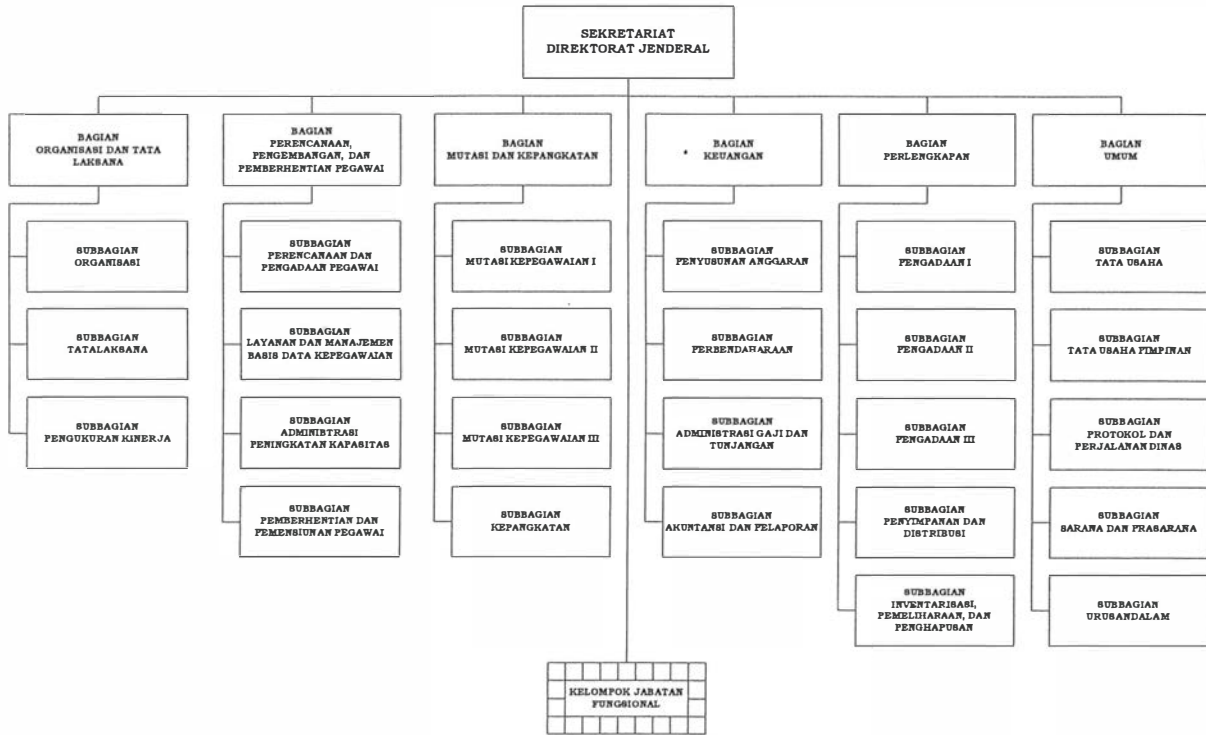 SEKRETARIAT
DIREKTORAT JENDERAL
BAGIAN
ORGANISASI DAN TATA
LAKSANA
BAGIAN
PERENCANAAN,
PENGEMBANGAN, DAN
PEMBERHENTIAN PEGAWAI
BAGIAN
MUTASI DAN KEPANGKATAN
BAGIAN
KEUANGAN
BAGIAN
PERLENGKAPAN
BAGIAN
UMUM
SUBBAGIAN
ORGANISASI
SUBBAGIAN
TATALAKSANA
SUBBAGIAN
PENGUKURAN KINERJA
SUBBAGIAN
PERENCANAAN DAN
PENGADAAN PEGAWAI
SUBBAGIAN
LAYANAN DAN MANAJEMEN
BASIS DATA KEPEGAWAIAN
SUBBAGIAN
ADMINISTRASI
PENINGKATAN KAPASITAS
SUBBAGIAN
PEMBERHENTIAN DAN
PEMENSIUNAN PEGAWAI
SUBBAGIAN
MUTASI KEPEGAWAIAN I
SUBBAGIAN
MUTASI KEPEGAWAIAN II
SUBBAGIAN
MUTASI KEPEGAWAIAN III
SUBBAGIAN
KEPANGKATAN
SUBBAGIAN
PENYUSUNAN ANGGARAN
SUBBAGIAN
PERBENDAHARAAN
SUBBAGIAN
ADMINISTRASI GAJI DAN
TUNJANGAN
SUBBAGIAN
AKUNTANSI DAN PELAPORAN
SUBBAGIAN
PENGADAAN I
SUBBAGIAN
PENGADAAN II
SUBBAGIAN
PENGADAAN III
SUBBAGIAN
PENYIMPANAN DAN
DISTRIBUSI
SUBBAGIAN
INVENTARISASI,
PEMELIHARAAN, DAN
PENGHAPUSAN
SUBBAGIAN
TATA USAHA
SUBBAGIAN
TATA USAHA PIMPINAN
SUBBAGIAN
PROTOKOL DAN
PERJALANAN DINAS
SUBBAGIAN
SARANA DAN PRASARANA
SUBBAGIAN
URUSANDALAM
KELOMPOK JABATAN
FUNGSIONAL